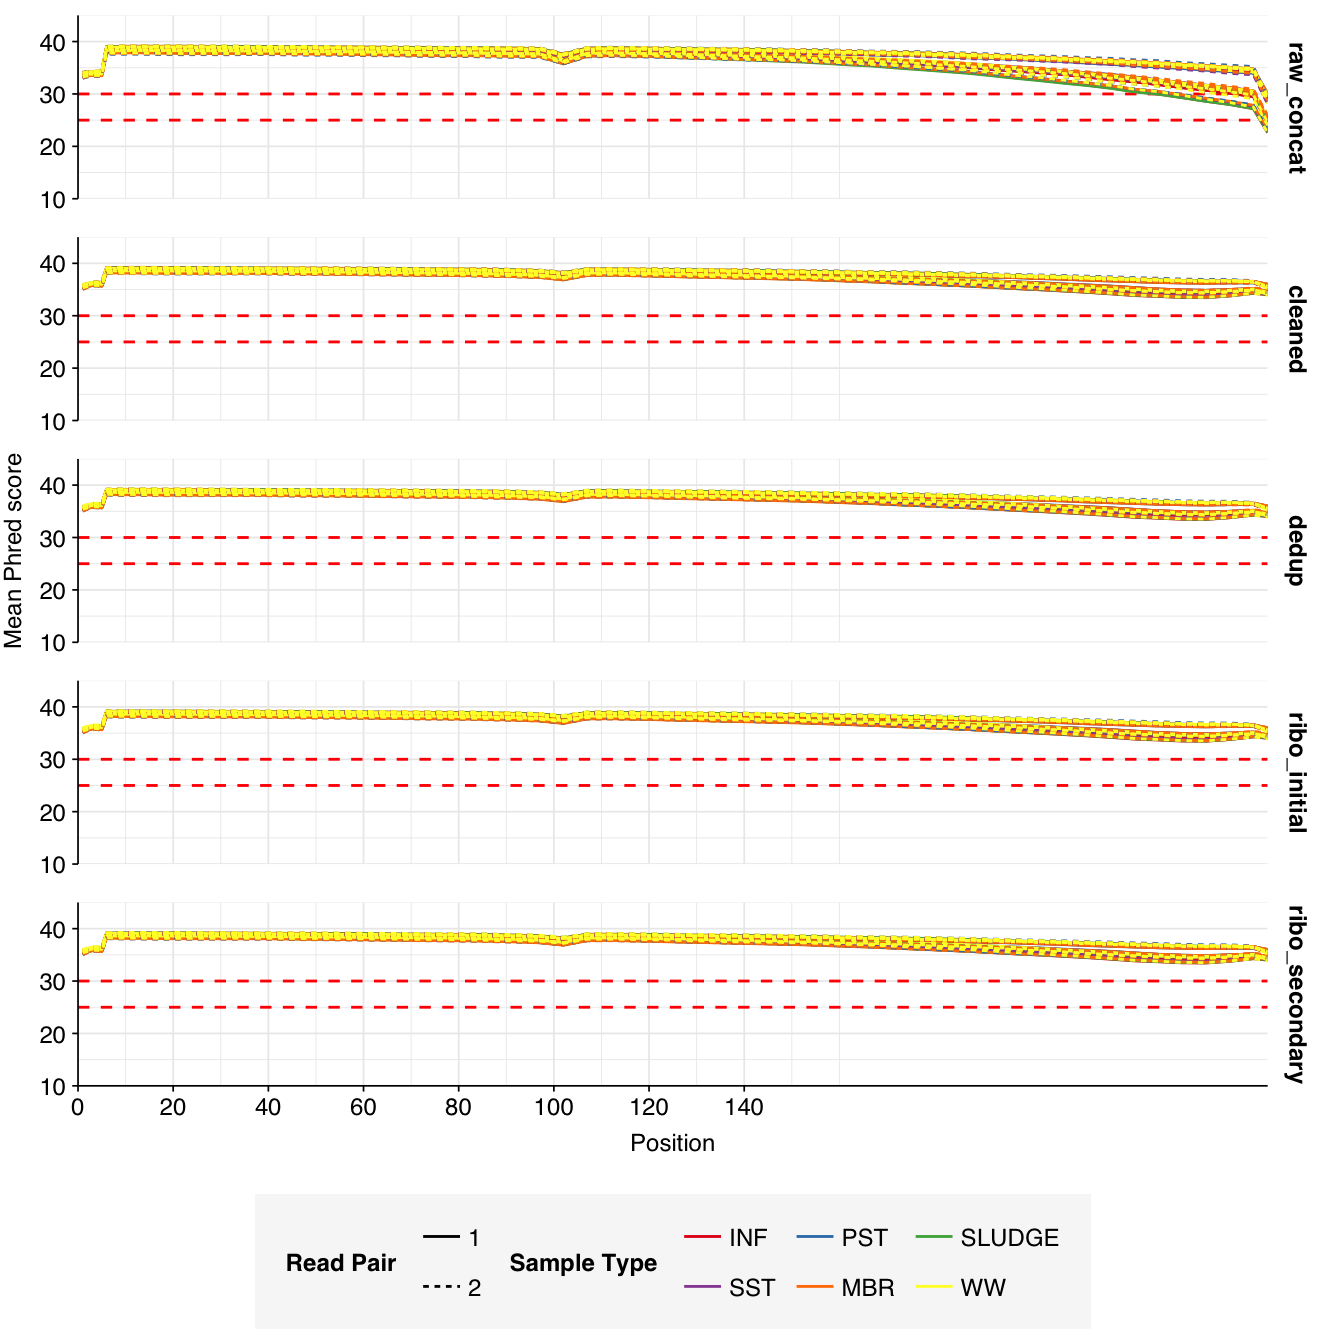 Mean Phred score
40
30
20
10
raw_concat
40
30
20
10
cleaned
40
30
20
10
dedup
40
30
20
10
ribo_initial
40
30
20
10
ribo_secondary
0 20 40 60 80 100 120 140
Position
Read Pair
1
2
Sample Type
INF PST SLUDGE
SST MBR WW